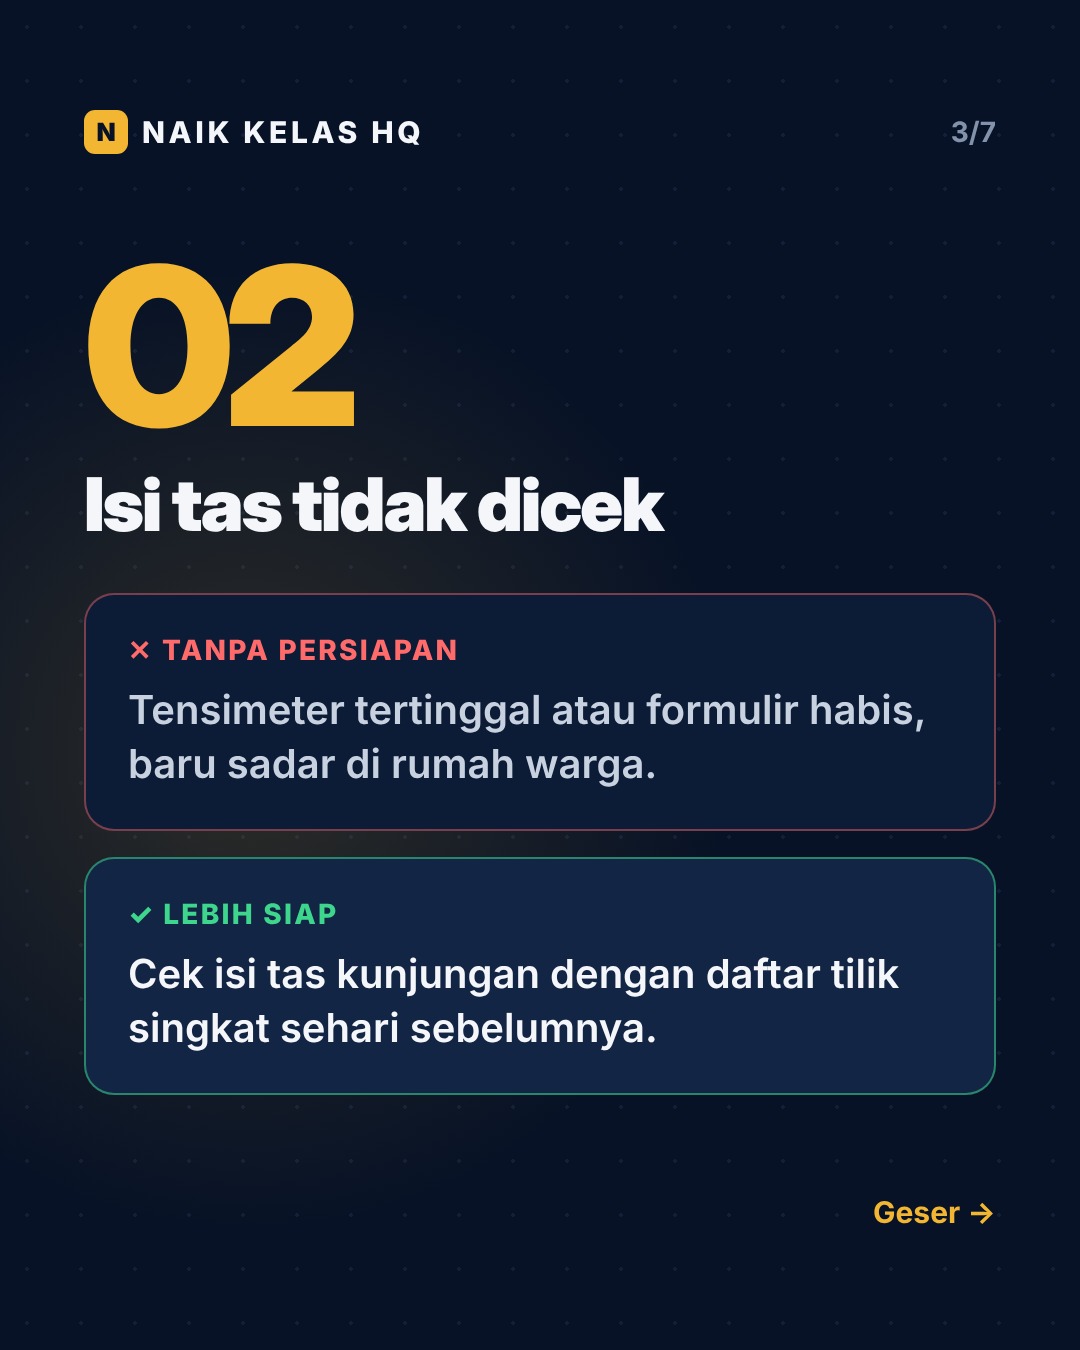 N NAIK KELAS HQ
3/7
02
Isi tas tidak dicek
✕ TANPA PERSIAPAN
Tensimeter tertinggal atau formulir habis,
baru sadar di rumah warga.
✓ LEBIH SIAP
Cek isi tas kunjungan dengan daftar tilik
singkat sehari sebelumnya.
Geser →